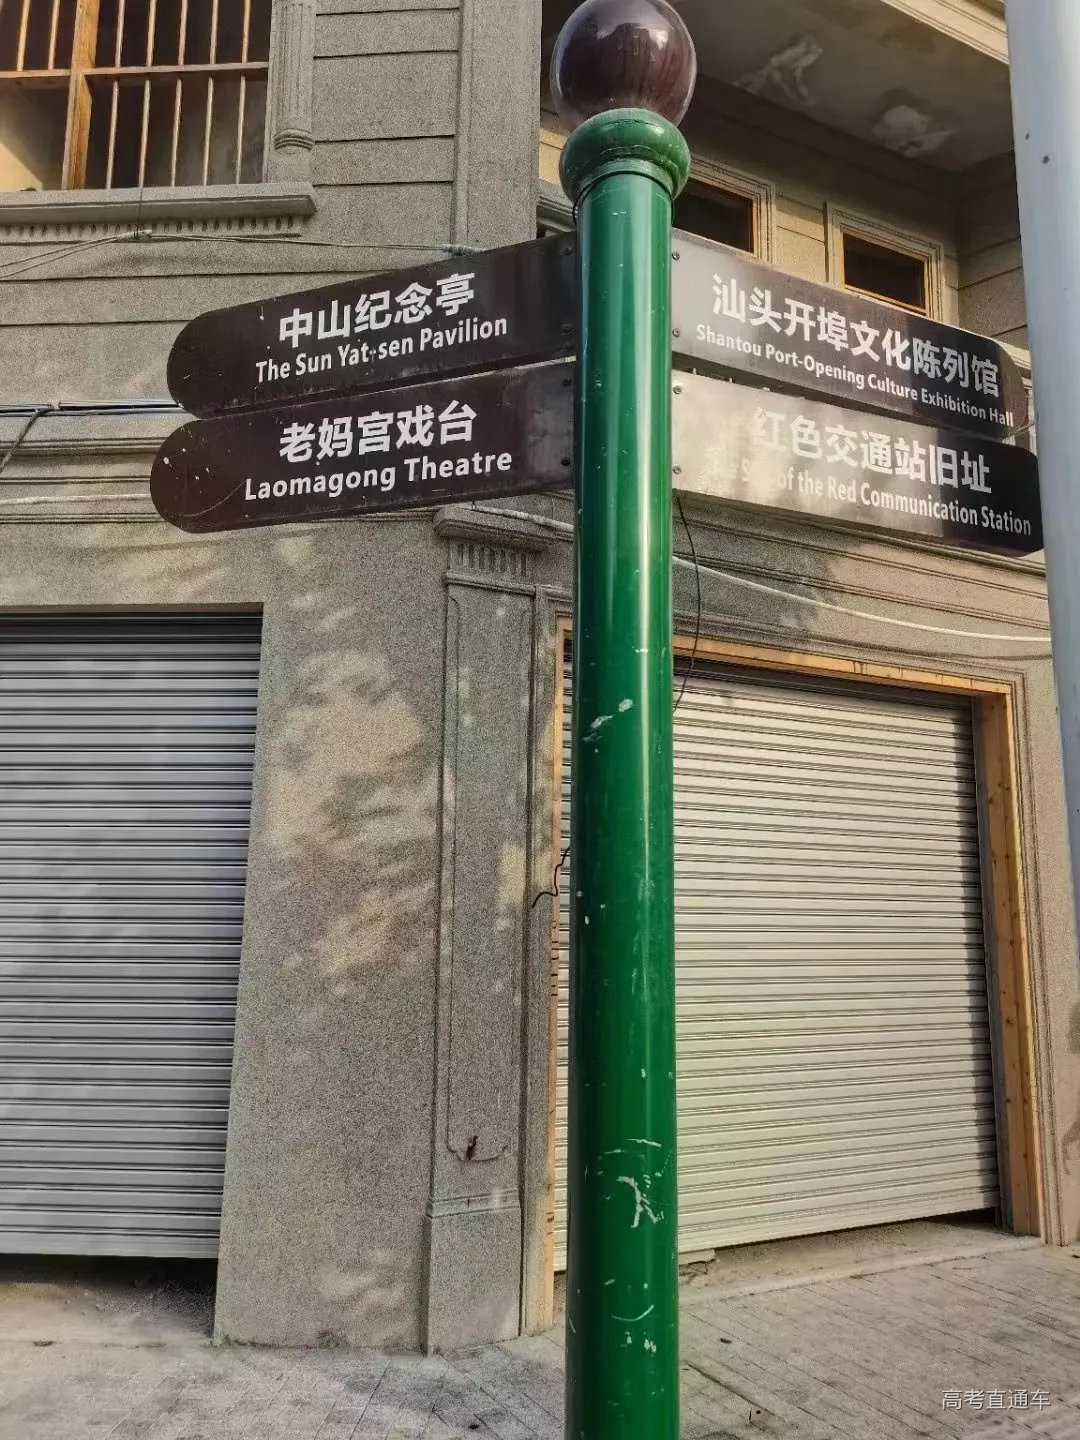 中山纪念亭
The Sun Yat-sen Pavilion
老妈宫戏台
Laomagong Theatre
汕头开埠文化陈列馆
Shantou Port-Opening Culture Exhibition Hall
红色交通站旧址
of the Red Communication Station
高考直通车